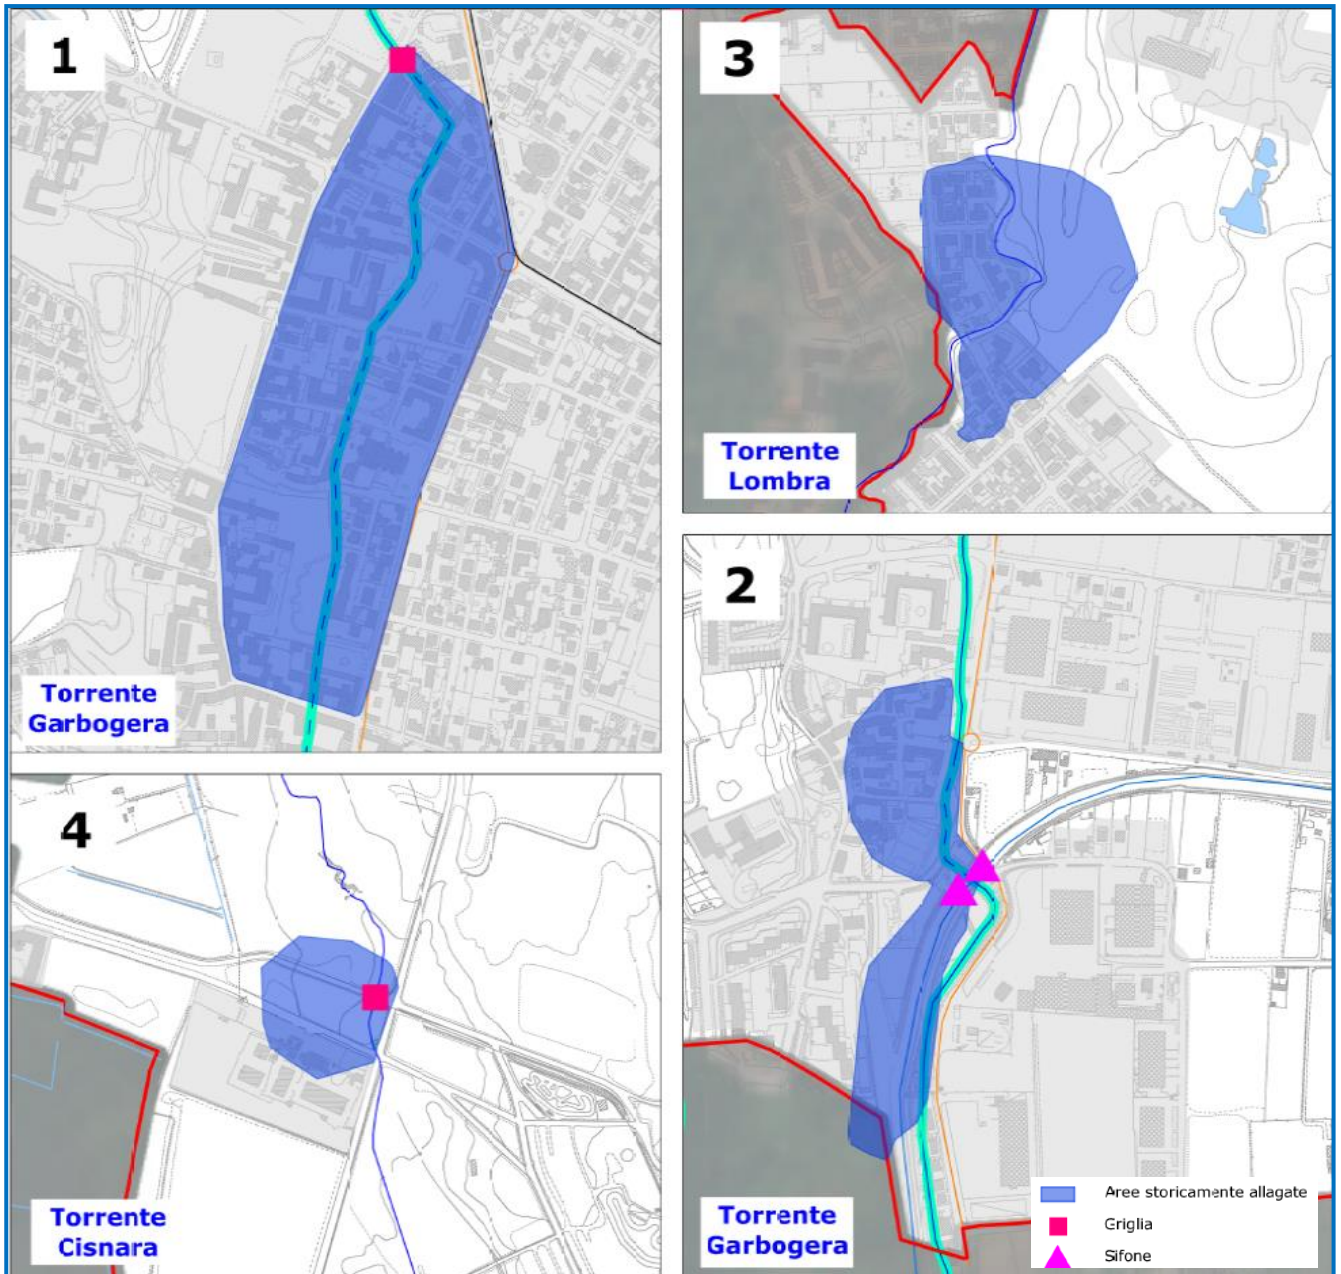 1
Torrente
Garbogera
3
Torrente
Lombra
4
Torrente
Cisnara
2
Torrente
Garbogera
Aree storicamente allagate
Griglia
Sifone